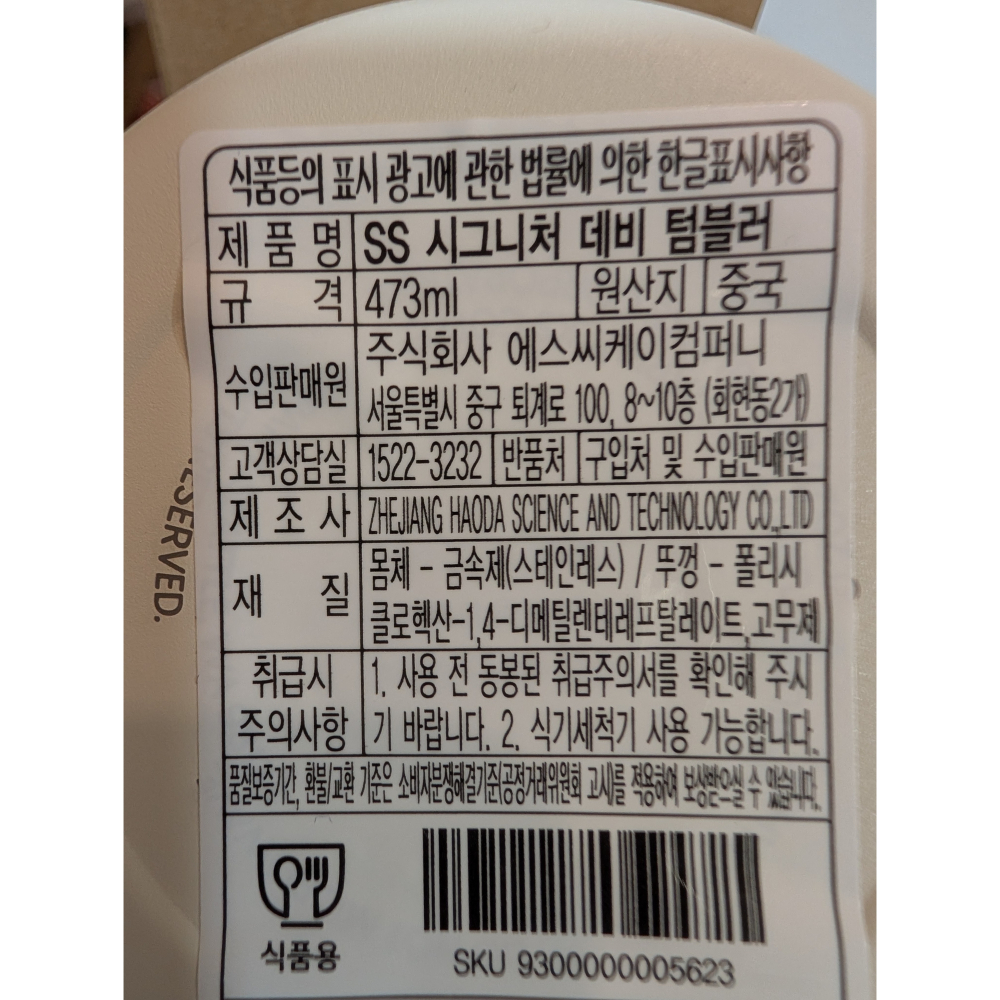 식품등의 표시 광고에 관한 법률에 의한 한글표시사항
제 품 명 SS 시그니처 데비 텀블러
규 격 473ml 원산지 중국
수입판매원 주식회사 에스씨케이컴퍼니
서울특별시 중구 퇴계로 100, 8~10층 (회현동2가)
고객상담실 1522-3232 반품처 구입처 및 수입판매원
제 조 사 ZHEJIANG HAODA SCIENCE AND TECHNOLOGY CO.,LTD
재 질 몸체 - 금속제(스테인레스) / 뚜껑 - 폴리시
클로헥산-1,4-디메틸렌테레프탈레이트,고무제
취급시 1. 사용 전 동봉된 취급주의서를 확인해 주시
주의사항 기 바랍니다. 2. 식기세척기 사용 가능합니다.
품질보증기간, 환불/교환 기준은 소비자분쟁해결기준(공정거래위원회 고시)를 적용하여 보상받으실 수 있습니다.
식품용
SKU 9300000005623
ESERVED.